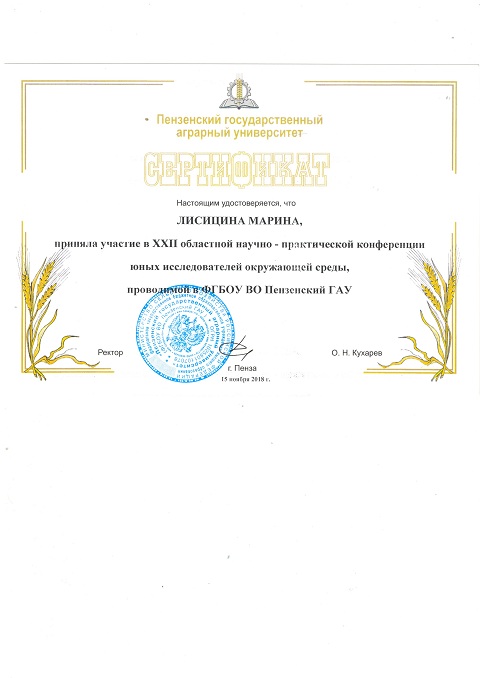 Пензенский государственный
аграрный университет
СЕРТИФИКАТ
Настоящим удостоверяется, что
ЛИСИЦИНА МАРИНА,
приняла участие в XXII областной научно - практической конференции
юных исследователей окружающей среды,
проводимой в ФГБОУ ВО Пензенский ГАУ
Ректор
О. Н. Кухарев
г. Пенза
15 ноября 2018 г.